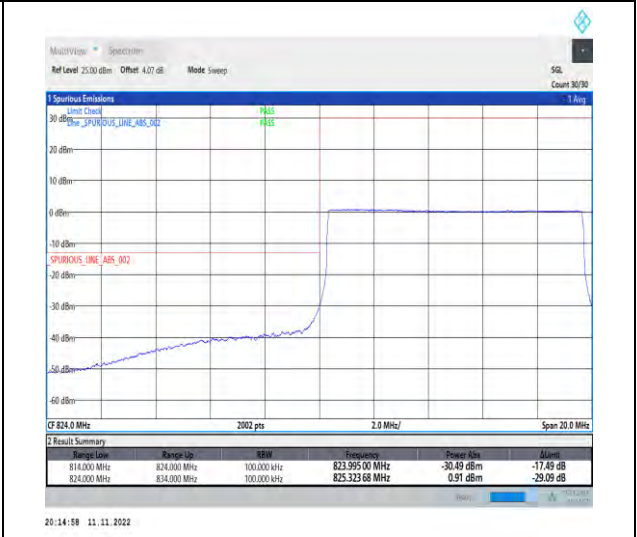 MultiView Spectrum
Ref Level 25.00 dBm Offset 4.07 dB Mode Sweep SGL
Count 30/30
1 Spurious Emissions 1 Avg
Limit Check PASS
30 dBm Line _SPURIOUS_LINE_ABS_002 PASS
20 dBm
10 dBm
0 dBm
-10 dBm
SPURIOUS_LINE_ABS_002
-20 dBm
-30 dBm
-40 dBm
-50 dBm
-60 dBm
CF 824.0 MHz 2002 pts 2.0 MHz/ Span 20.0 MHz
2 Result Summary
Range Low Range Up RBW Frequency Power Abs ΔLimit
814.000 MHz 824.000 MHz 100.000 kHz 823.995 00 MHz -30.49 dBm -17.49 dB
824.000 MHz 834.000 MHz 100.000 kHz 825.323 68 MHz 0.91 dBm -29.09 dB
20:14:58 11.11.2022